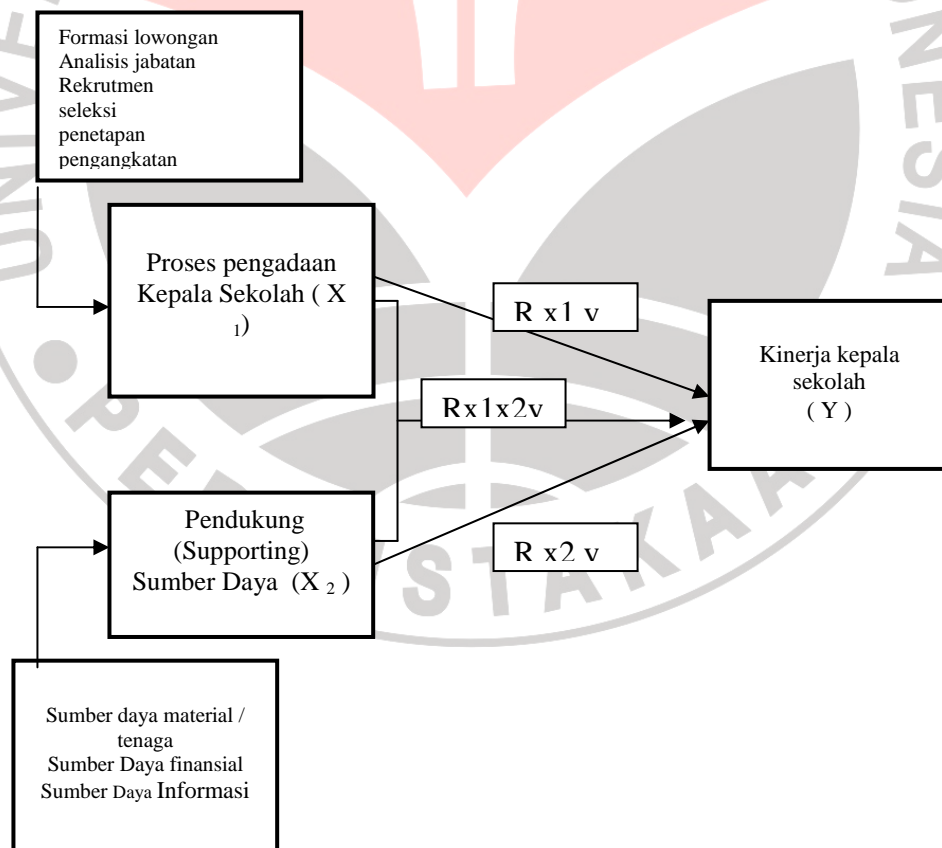 Formasi lowongan
Analisis jabatan
Rekrutmen
seleksi
penetapan
pengangkatan
Proses pengadaan
Kepala Sekolah ( X
1)
R x1 y
Kinerja kepala
sekolah
( Y )
Rx1x2y
Pendukung
(Supporting)
Sumber Daya (X 2 )
R x2 y
Sumber daya material /
tenaga
Sumber Daya finansial
Sumber Daya Informasi